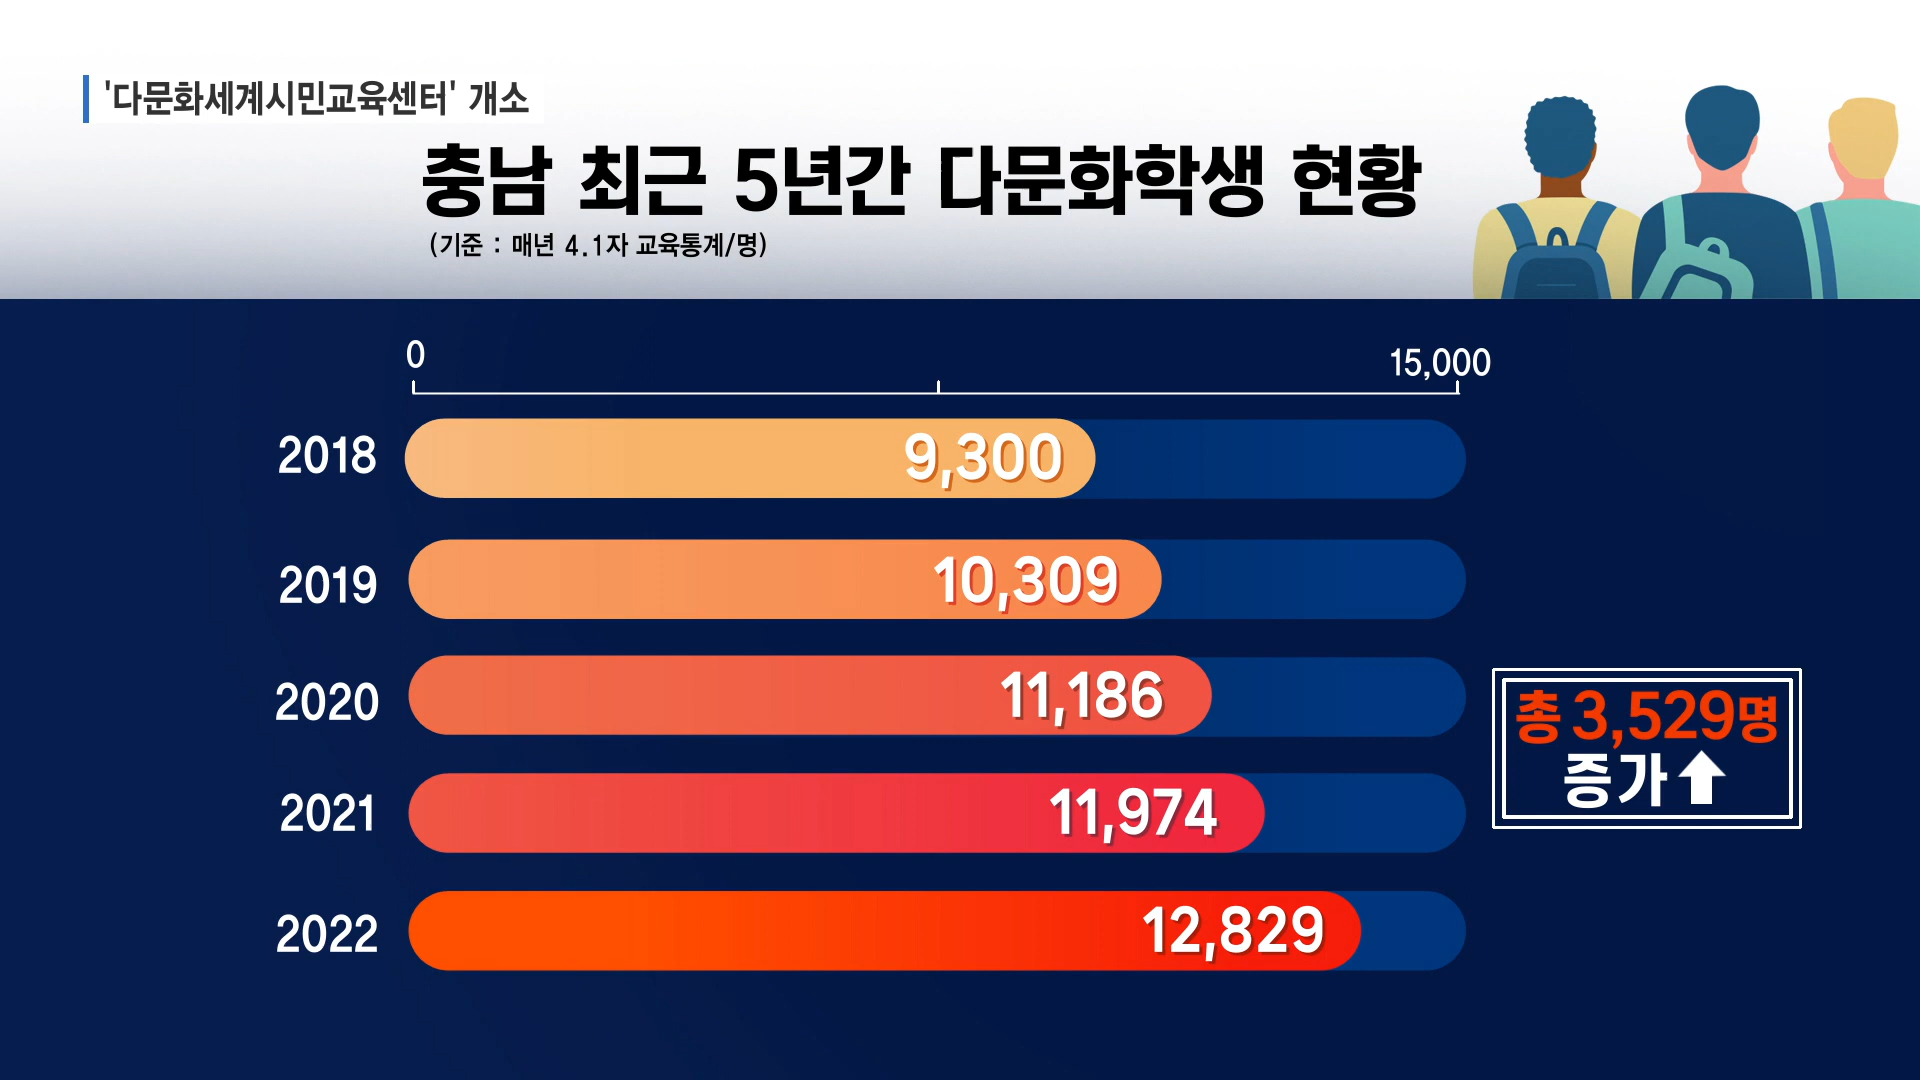 '다문화세계시민교육센터' 개소
충남 최근 5년간 다문화학생 현황
(기준 : 매년 4.1자 교육통계/명)
0
15,000
2018
9,300
2019
10,309
2020
11,186
2021
11,974
2022
12,829
총 3,529명
증가